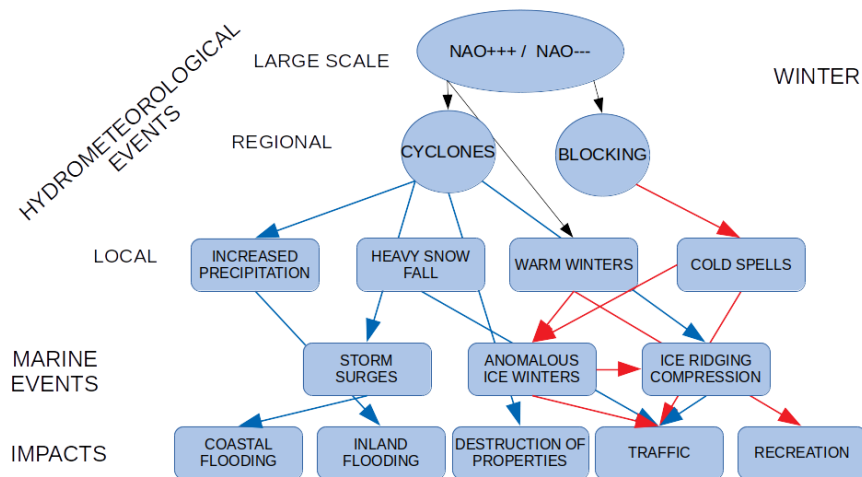 HYDROMETEOROLOGICAL
EVENTS
LARGE SCALE
NAO+++ / NAO---
WINTER
REGIONAL
CYCLONES
BLOCKING
LOCAL
INCREASED
PRECIPITATION
HEAVY SNOW
FALL
WARM WINTERS
COLD SPELLS
MARINE
EVENTS
STORM
SURGES
ANOMALOUS
ICE WINTERS
ICE RIDGING
COMPRESSION
IMPACTS
COASTAL
FLOODING
INLAND
FLOODING
DESTRUCTION OF
PROPERTIES
TRAFFIC
RECREATION